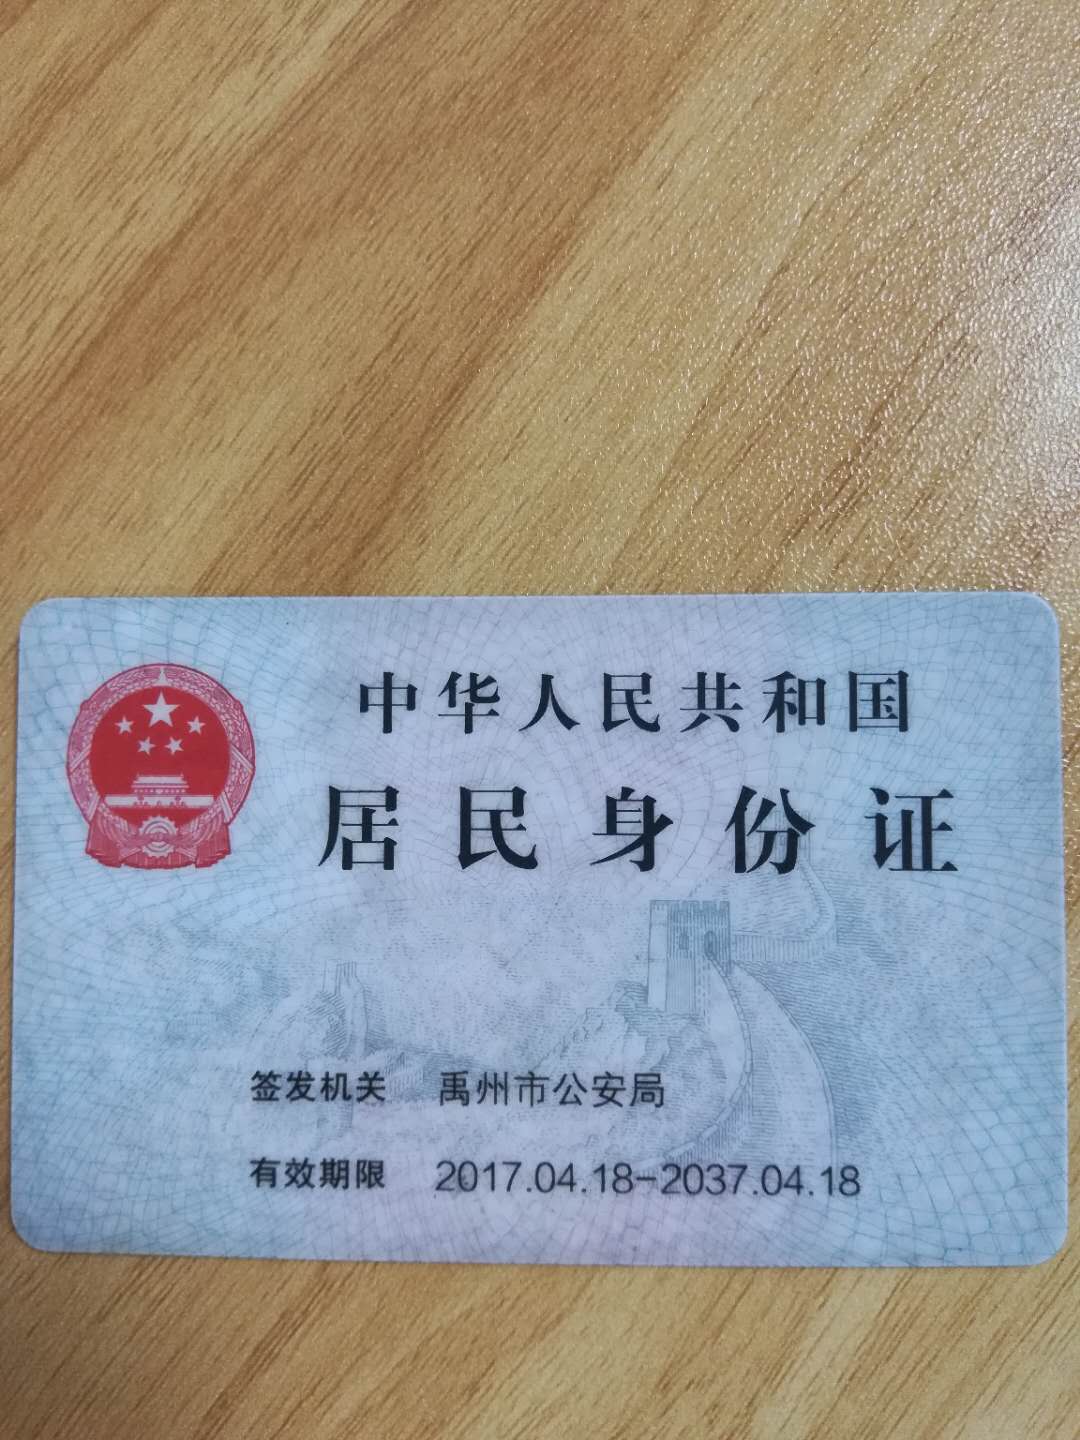 中华人民共和国
居民身份证
签发机关 禹州市公安局
有效期限 2017.04.18-2037.04.18